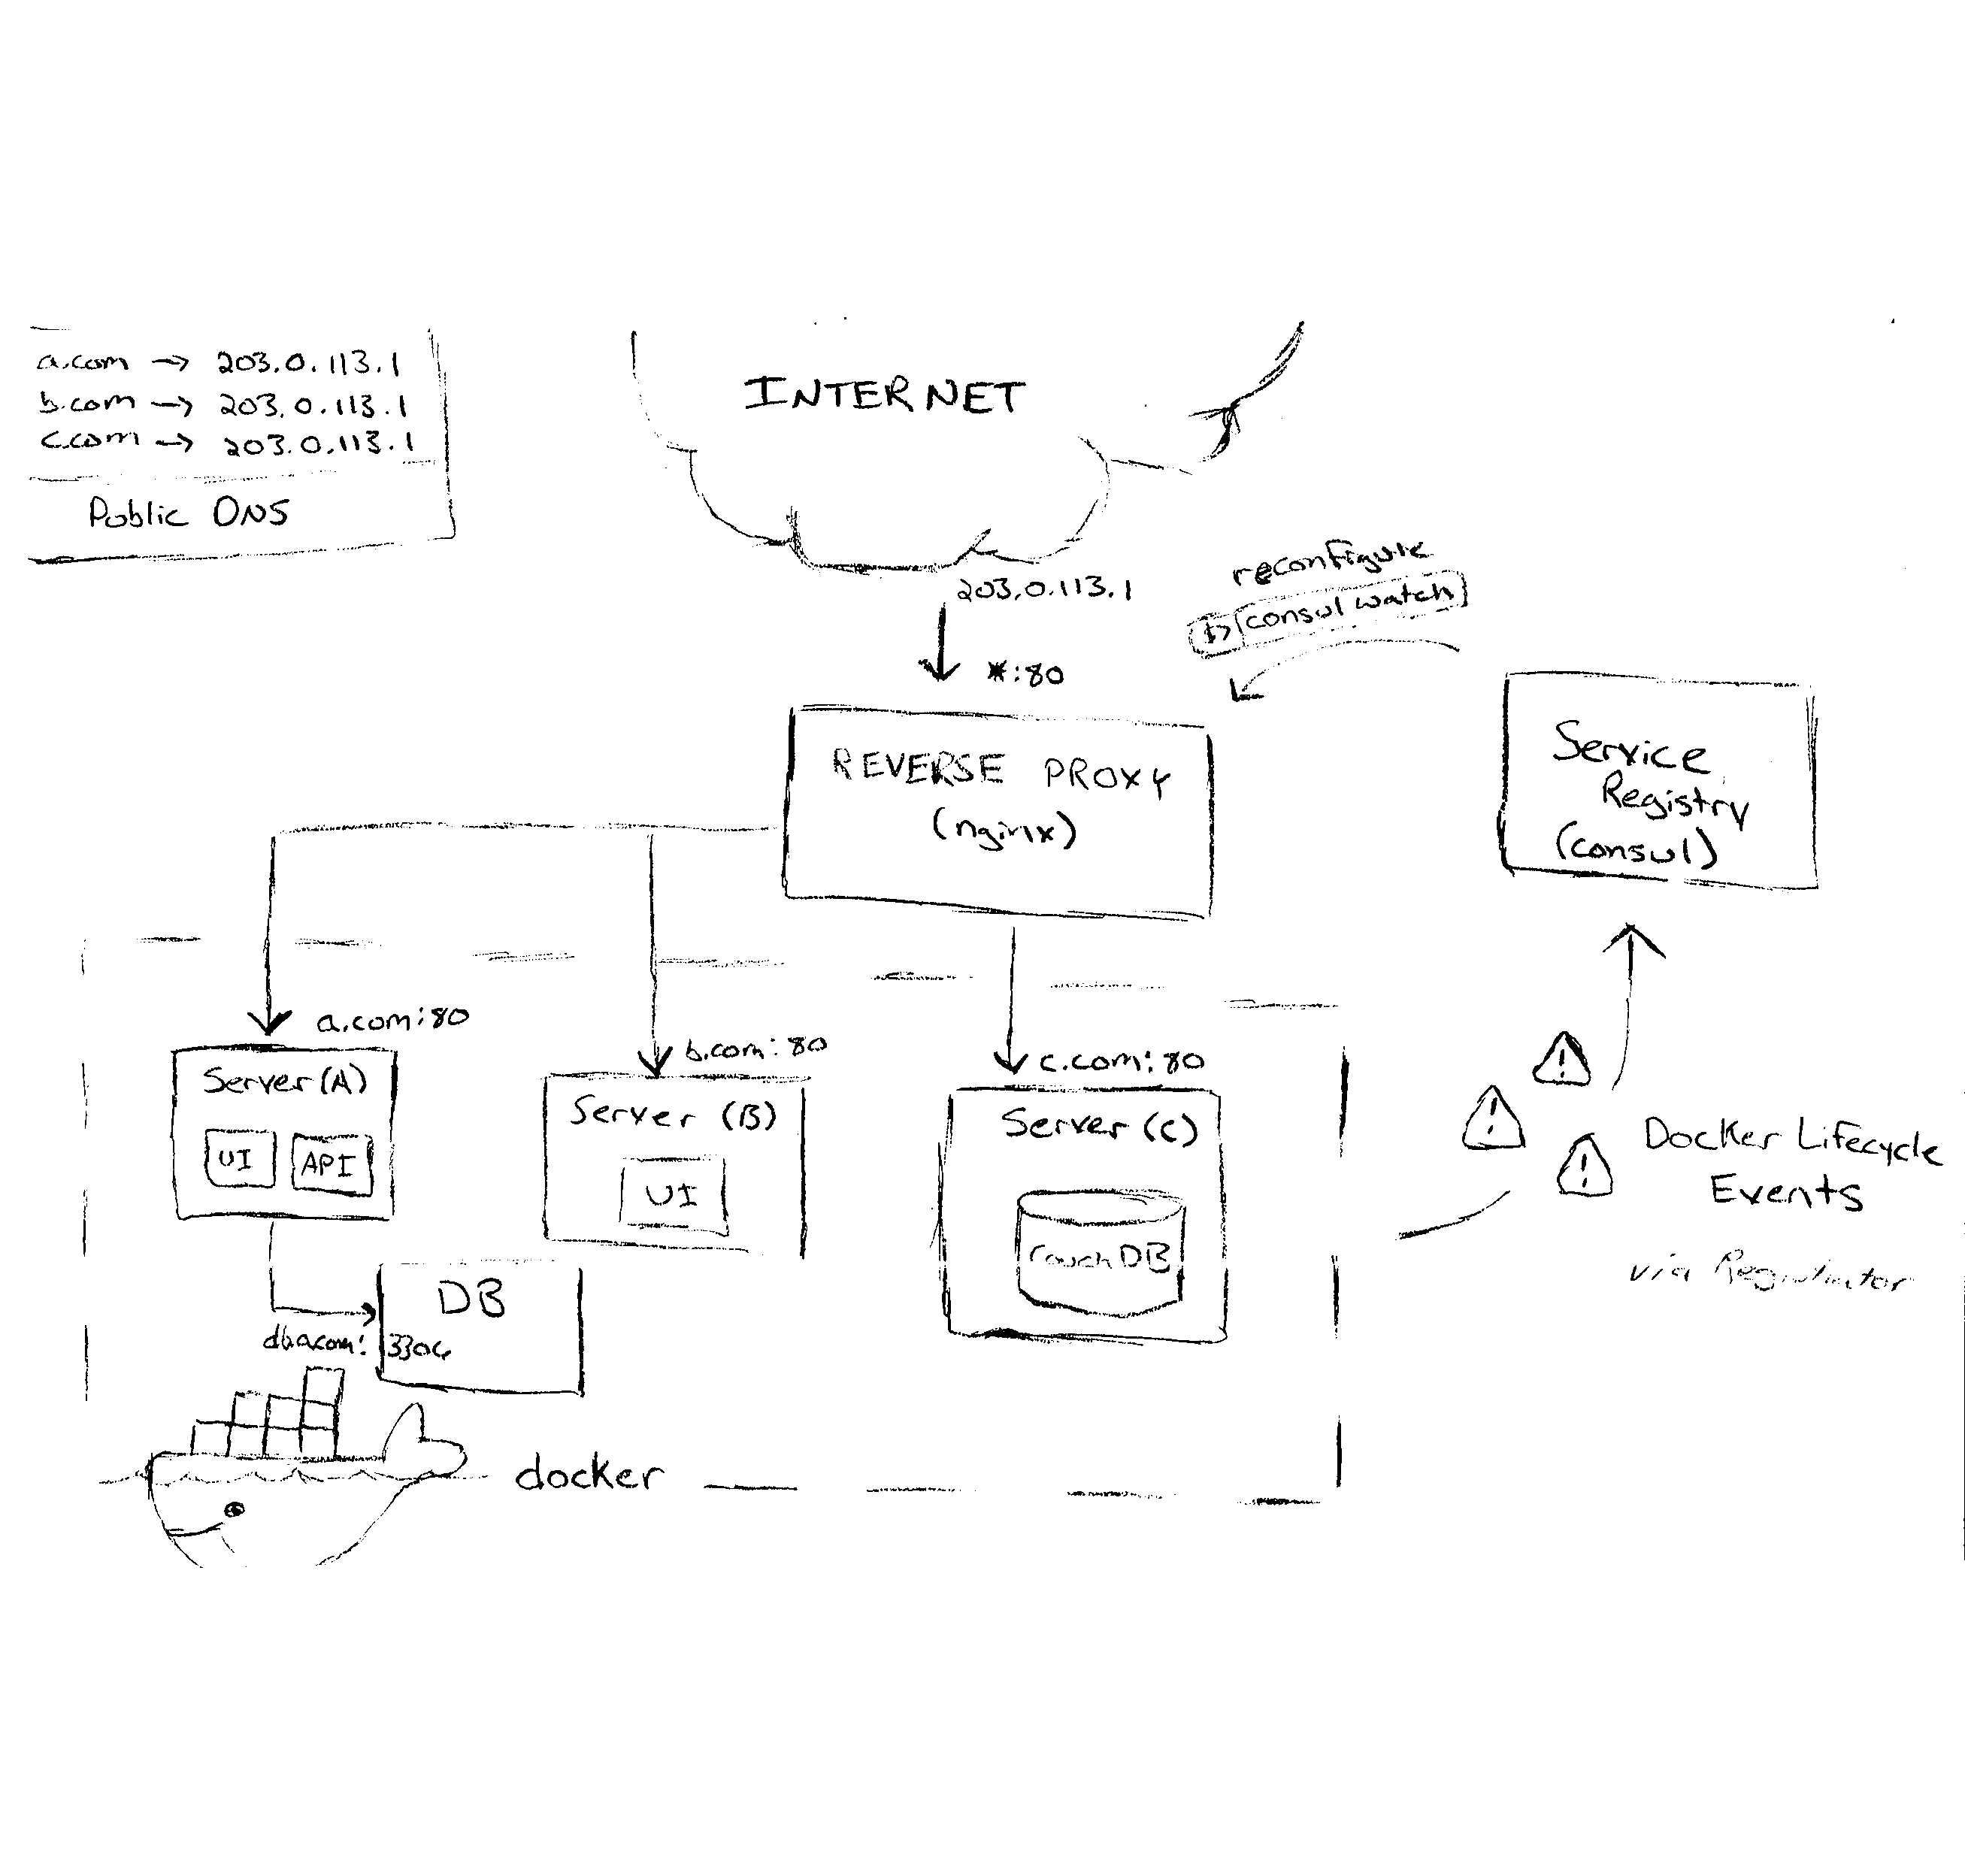 a.com → 203.0.113.1
b.com → 203.0.113.1
c.com → 203.0.113.1
Public DNS
INTERNET
203.0.113.1
*:80
reconfigure
consul watch
REVERSE PROXY
(nginx)
Service
Registry
(consul)
a.com:80
Server (A)
UI
API
b.com:80
Server (B)
UI
c.com:80
Server (C)
couchDB
DB
db.a.com: 3306
Docker Lifecycle
Events
via Registrator
docker